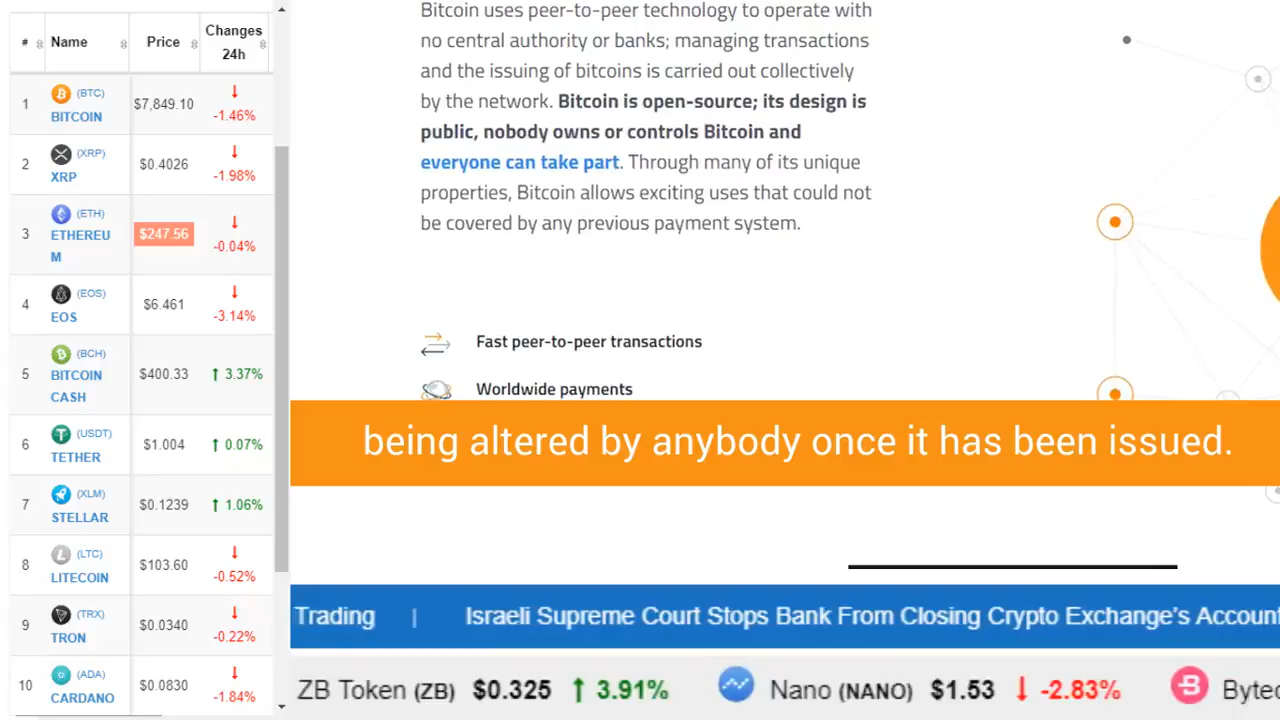 # Name Price Changes 24h
1 (BTC) BITCOIN $7,849.10 ↓ -1.46%
2 (XRP) XRP $0.4026 ↓ -1.98%
3 (ETH) ETHEREUM $247.56 ↓ -0.04%
4 (EOS) EOS $6.461 ↓ -3.14%
5 (BCH) BITCOIN CASH $400.33 ↑ 3.37%
6 (USDT) TETHER $1.004 ↑ 0.07%
7 (XLM) STELLAR $0.1239 ↑ 1.06%
8 (LTC) LITECOIN $103.60 ↓ -0.52%
9 (TRX) TRON $0.0340 ↓ -0.22%
10 (ADA) CARDANO $0.0830 ↓ -1.84%
Bitcoin uses peer-to-peer technology to operate with
no central authority or banks; managing transactions
and the issuing of bitcoins is carried out collectively
by the network. Bitcoin is open-source; its design is
public, nobody owns or controls Bitcoin and
everyone can take part. Through many of its unique
properties, Bitcoin allows exciting uses that could not
be covered by any previous payment system.
Fast peer-to-peer transactions
Worldwide payments
being altered by anybody once it has been issued.
Trading | Israeli Supreme Court Stops Bank From Closing Crypto Exchange's Accoun
ZB Token (ZB) $0.325 ↑ 3.91% Nano (NANO) $1.53 ↓ -2.83% Bytec